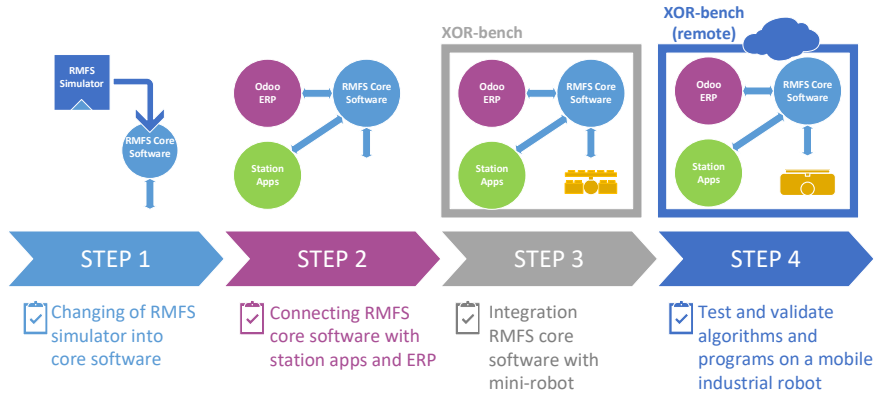 RMFS
Simulator
RMFS Core
Software
Odoo
ERP
RMFS Core
Software
Station
Apps
XOR-bench
Odoo
ERP
RMFS Core
Software
Station
Apps
XOR-bench
(remote)
Odoo
ERP
RMFS Core
Software
Station
Apps
STEP 1
STEP 2
STEP 3
STEP 4
Changing of RMFS
simulator into
core software
Connecting RMFS
core software with
station apps and ERP
Integration
RMFS core
software with
mini-robot
Test and validate
algorithms and
programs on a mobile
industrial robot